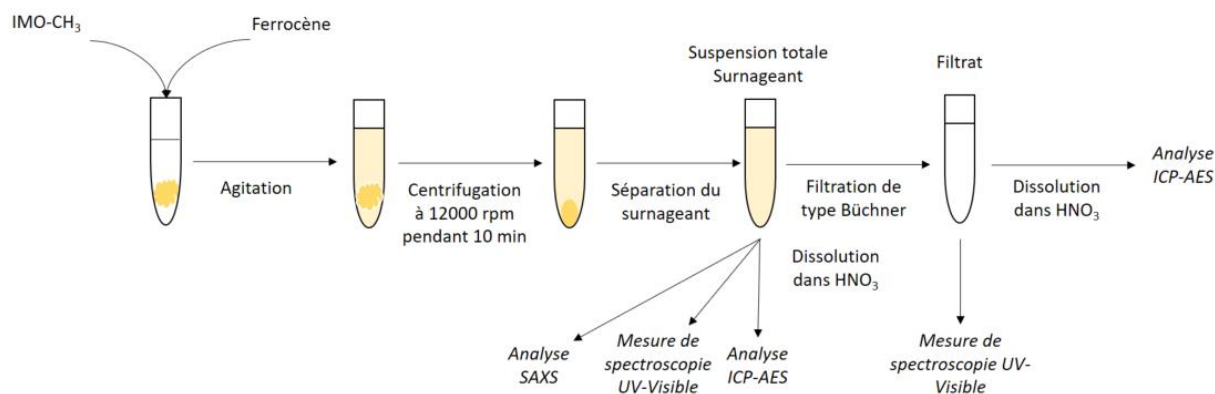 IMO-CH₃
Ferrocène
Agitation
Centrifugation
à 12000 rpm
pendant 10 min
Séparation du
surnageant
Suspension totale
Surnageant
Filtration de
type Büchner
Filtrat
Dissolution
dans HNO₃
Analyse
ICP-AES
Dissolution
dans HNO₃
Analyse
SAXS
Mesure de
spectroscopie
UV-Visible
Analyse
ICP-AES
Mesure de
spectroscopie UV-
Visible